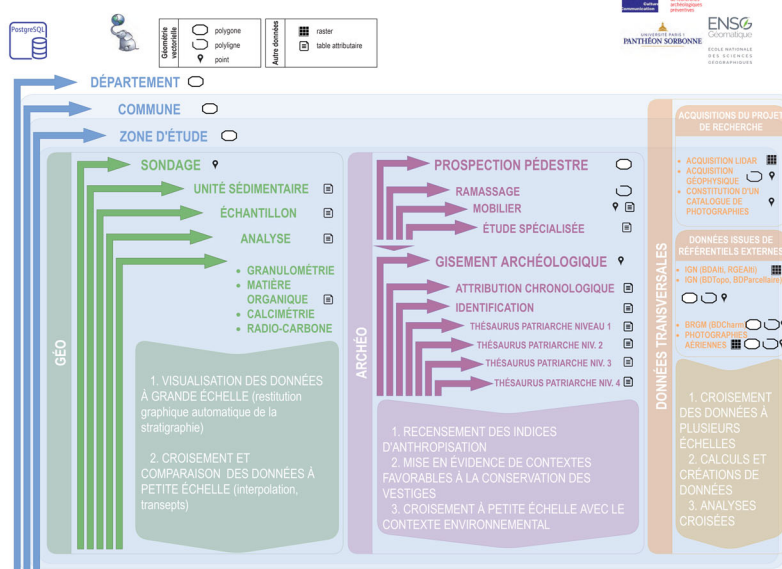 PostgreSQL
Géométrie
vectorielle
polygone
polyligne
point
Autre données
raster
table attributaire
Kultur
communication
archéologiques
préventives
UNIVERSITÉ PARIS 1
PANTHÉON SORBONNE
ENSG
Géomatique
ÉCOLE NATIONALE
DES SCIENCES
GÉOGRAPHIQUES
DÉPARTEMENT
COMMUNE
ZONE D'ÉTUDE
GÉO
SONDAGE
UNITÉ SÉDIMENTAIRE
ÉCHANTILLON
ANALYSE
• GRANULOMÉTRIE
• MATIÈRE
ORGANIQUE
• CALCIMÉTRIE
• RADIO-CARBONE
1. VISUALISATION DES DONNÉES
À GRANDE ÉCHELLE (restitution
graphique automatique de la
stratigraphie)
2. CROISEMENT ET
COMPARAISON DES DONNÉES À
PETITE ÉCHELLE (interpolation,
transepts)
ARCHÉO
PROSPECTION PÉDESTRE
RAMASSAGE
MOBILIER
ÉTUDE SPÉCIALISÉE
GISEMENT ARCHÉOLOGIQUE
ATTRIBUTION CHRONOLOGIQUE
IDENTIFICATION
THÉSAURUS PATRIARCHE NIVEAU 1
THÉSAURUS PATRIARCHE NIV. 2
THÉSAURUS PATRIARCHE NIV. 3
THÉSAURUS PATRIARCHE NIV. 4
1. RECENSEMENT DES INDICES
D'ANTHROPISATION
2. MISE EN ÉVIDENCE DE CONTEXTES
FAVORABLES À LA CONSERVATION DES
VESTIGES
3. CROISEMENT À PETITE ÉCHELLE AVEC LE
CONTEXTE ENVIRONNEMENTAL
DONNÉES TRANSVERSALES
ACQUISITIONS DU PROJET
DE RECHERCHE
• ACQUISITION LIDAR
• ACQUISITION
GÉOPHYSIQUE
• CONSTITUTION D'UN
CATALOGUE DE
PHOTOGRAPHIES
DONNÉES ISSUES DE
RÉFÉRENTIELS EXTERNES
• IGN (BDAlti, RGEAlti)
• IGN (BDTopo, BDParcellaire)
• BRGM (BDCharm)
• PHOTOGRAPHIES
AÉRIENNES
1. CROISEMENT
DES DONNÉES À
PLUSIEURS
ÉCHELLES
2. CALCULS ET
CRÉATIONS DE
DONNÉES
3. ANALYSES
CROISÉES